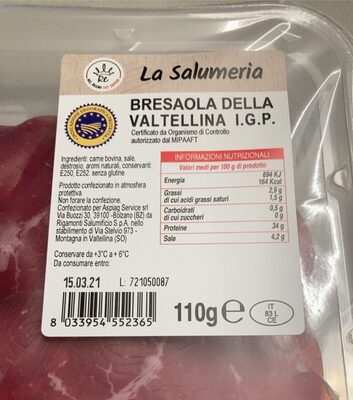 Re
NEL REGNO DEI SAPORI
La Salumeria
BRESAOLA DELLA
VALTELLINA I.G.P.
Certificato da Organismo di Controllo
autorizzato dal MIPAAFT
Ingredienti: carne bovina, sale,
destrosio, aromi naturali, conservanti:
E250, E252. senza glutine
Prodotto confezionato in atmosfera
protettiva.
Non forare la confezione.
Confezionato per Aspiag Service srl
Via Buozzi 30, 39100 -Bolzano (BZ) da
Rigamonti Salumificio S.p.A. nello
stabilimento di Via Stelvio 973 -
Montagna in Valtellina (SO)
Conservare da +3°C a + 6°C
Da consumare entro:
INFORMAZIONI NUTRIZIONALI
Valori medi per 100 g di prodotto
Energia 694 KJ
164 Kcal
Grassi 2,9 g
di cui acidi grassi saturi 1,5 g
Carboidrati 0,5 g
di cui zuccheri 0 g
Proteine 34 g
Sale 4,2 g
15.03.21 L: 721050087
8 033954 552365
110g e
IT
83 L
CE